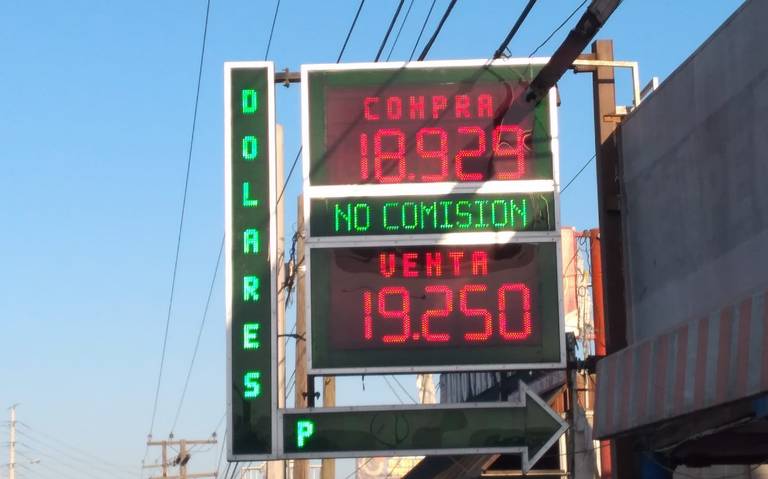 DOLARES
COMPRA
18.929
NO COMISION
VENTA
19.250
P